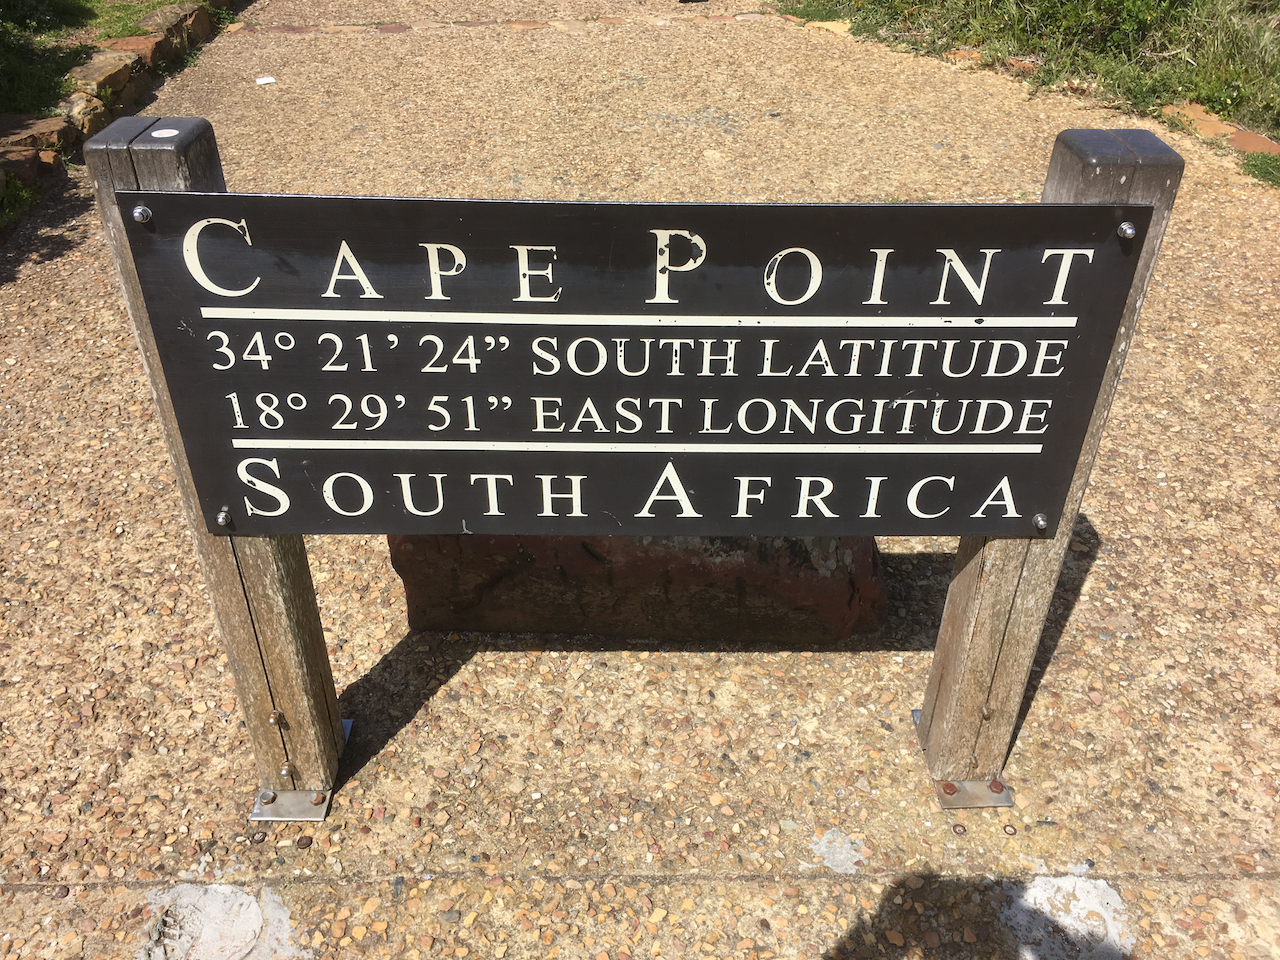 CAPE POINT
34° 21’ 24” SOUTH LATITUDE
18° 29’ 51” EAST LONGITUDE
SOUTH AFRICA